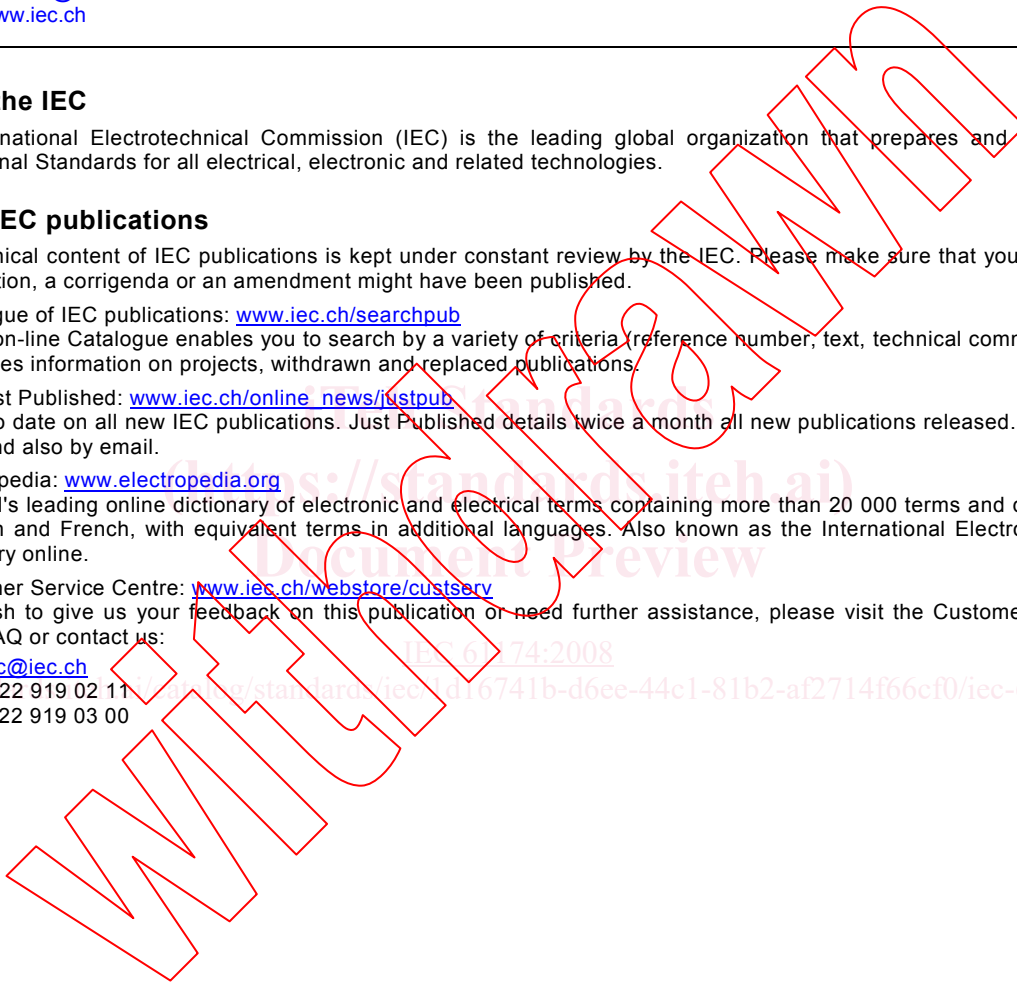 ww.iec.ch
the IEC
national Electrotechnical Commission (IEC) is the leading global organization that prepares and
nal Standards for all electrical, electronic and related technologies.
EC publications
nical content of IEC publications is kept under constant review by the IEC. Please make sure that you
tion, a corrigenda or an amendment might have been published.
gue of IEC publications: www.iec.ch/searchpub
on-line Catalogue enables you to search by a variety of criteria (reference number, text, technical comm
es information on projects, withdrawn and replaced publications.
st Published: www.iec.ch/online_news/justpub
iTeh Standards
o date on all new IEC publications. Just Published details twice a month all new publications released.
nd also by email.
pedia: www.electropedia.org
(https://standards.iteh.ai)
l's leading online dictionary of electronic and electrical terms containing more than 20 000 terms and d
h and French, with equivalent terms in additional languages. Also known as the International Electro
ry online.
Document Preview
mer Service Centre: www.iec.ch/webstore/custserv
sh to give us your feedback on this publication or need further assistance, please visit the Custome
AQ or contact us:
IEC 61174:2008
c@iec.ch
22 919 02 11
/catalog/standards/iec/1d16741b-d6ee-44c1-81b2-af2714f66cf0/iec-
22 919 03 00
withdrawn